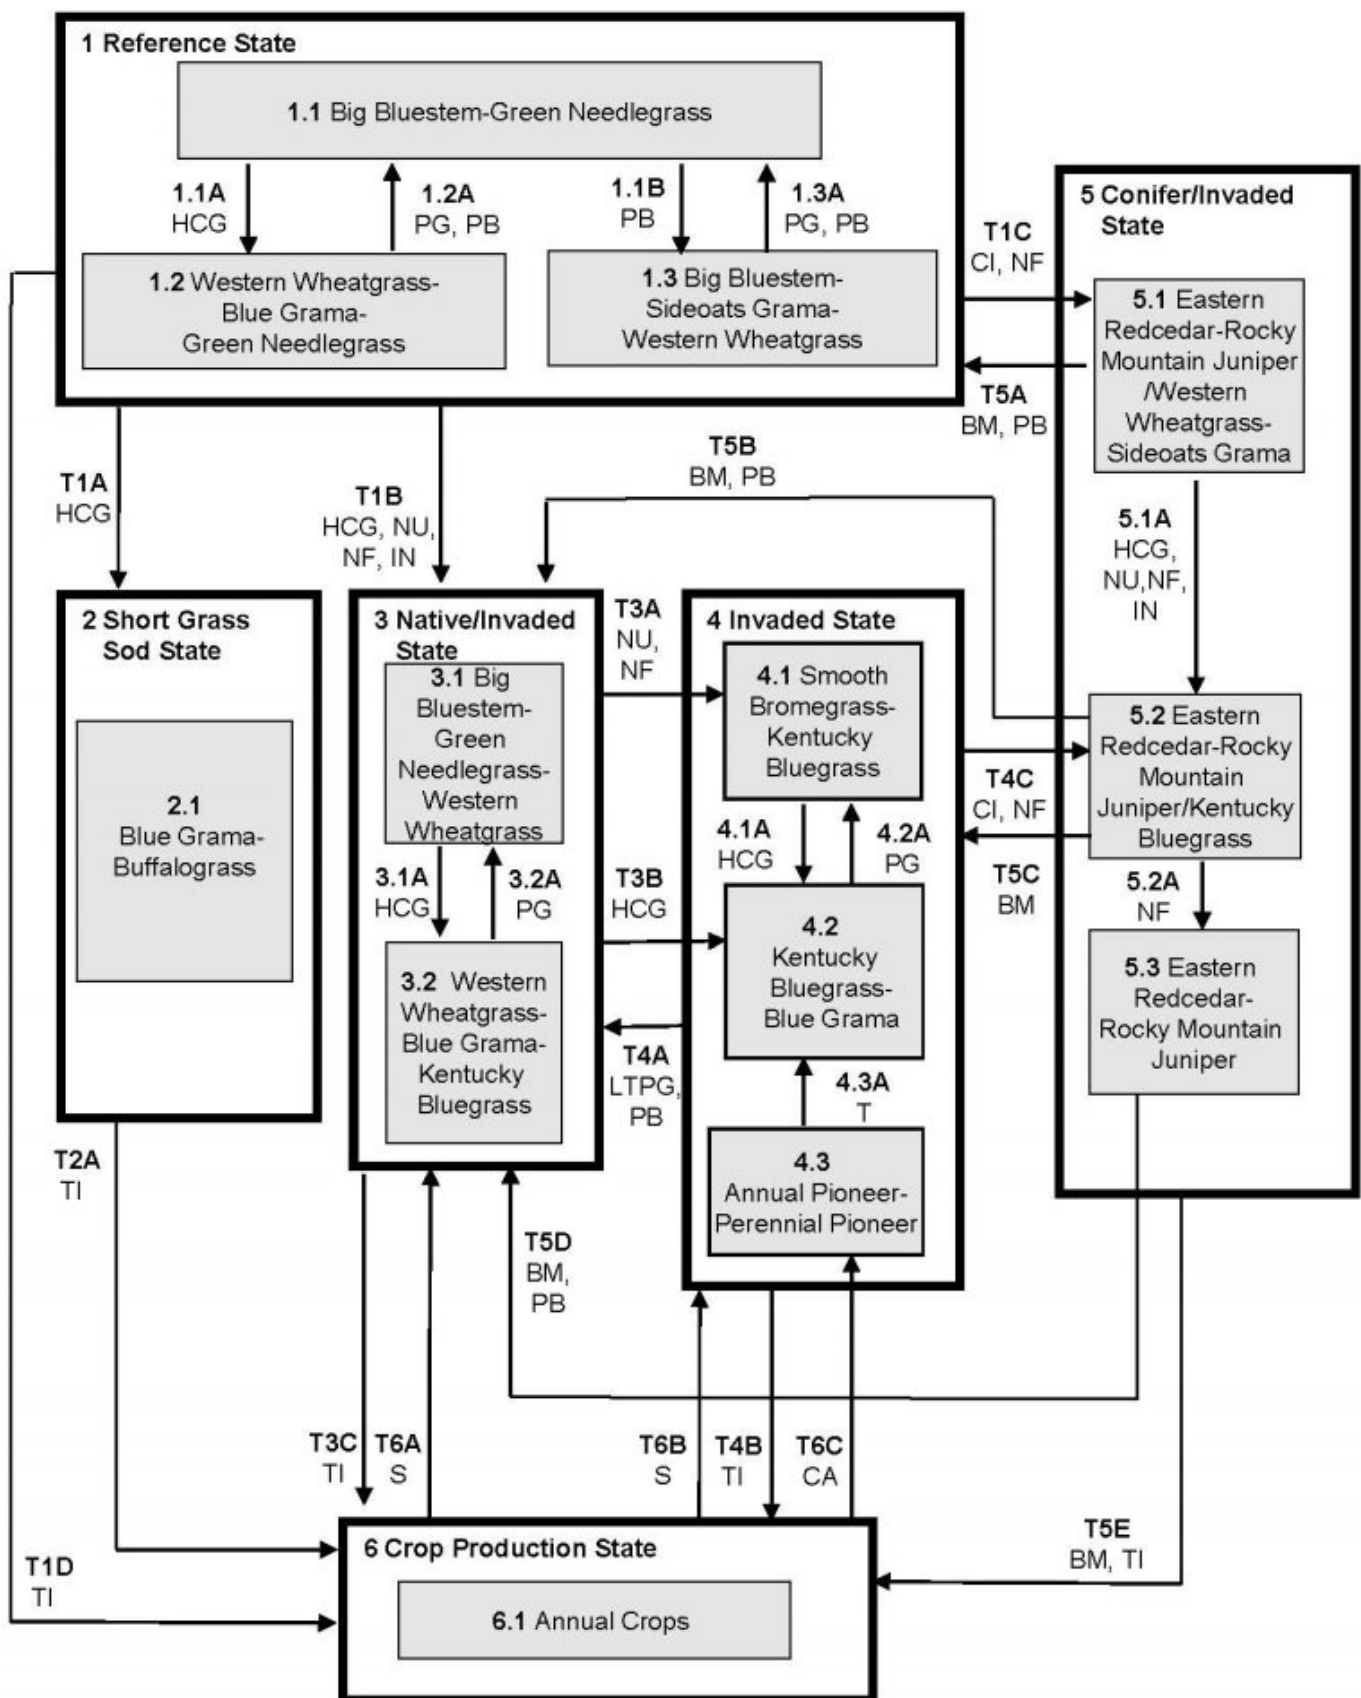 1 Reference State
1.1 Big Bluestem-Green Needlegrass
1.1A
HCG
1.2A
PG, PB
1.1B
PB
1.3A
PG, PB
1.2 Western Wheatgrass-
Blue Grama-
Green Needlegrass
1.3 Big Bluestem-
Sideoats Grama-
Western Wheatgrass
T1C
CI, NF
T5A
BM, PB
5 Conifer/Invaded
State
5.1 Eastern
Redcedar-Rocky
Mountain Juniper
/Western
Wheatgrass-
Sideoats Grama
T1A
HCG
T1B
HCG, NU,
NF, IN
T5B
BM, PB
5.1A
HCG,
NU,NF,
IN
2 Short Grass
Sod State
2.1
Blue Grama-
Buffalograss
3 Native/Invaded
State
3.1 Big
Bluestem-
Green
Needlegrass-
Western
Wheatgrass
3.1A
HCG
3.2A
PG
3.2 Western
Wheatgrass-
Blue Grama-
Kentucky
Bluegrass
T3A
NU,
NF
T3B
HCG
T4A
LTPG,
PB
4 Invaded State
4.1 Smooth
Bromegrass-
Kentucky
Bluegrass
4.1A
HCG
4.2A
PG
4.2
Kentucky
Bluegrass-
Blue Grama
4.3A
T
4.3
Annual Pioneer-
Perennial Pioneer
T4C
CI, NF
T5C
BM
5.2 Eastern
Redcedar-Rocky
Mountain
Juniper/Kentucky
Bluegrass
5.2A
NF
5.3 Eastern
Redcedar-
Rocky Mountain
Juniper
T2A
TI
T5D
BM,
PB
T3C
TI
T6A
S
T6B
S
T4B
TI
T6C
CA
T1D
TI
T5E
BM, TI
6 Crop Production State
6.1 Annual Crops